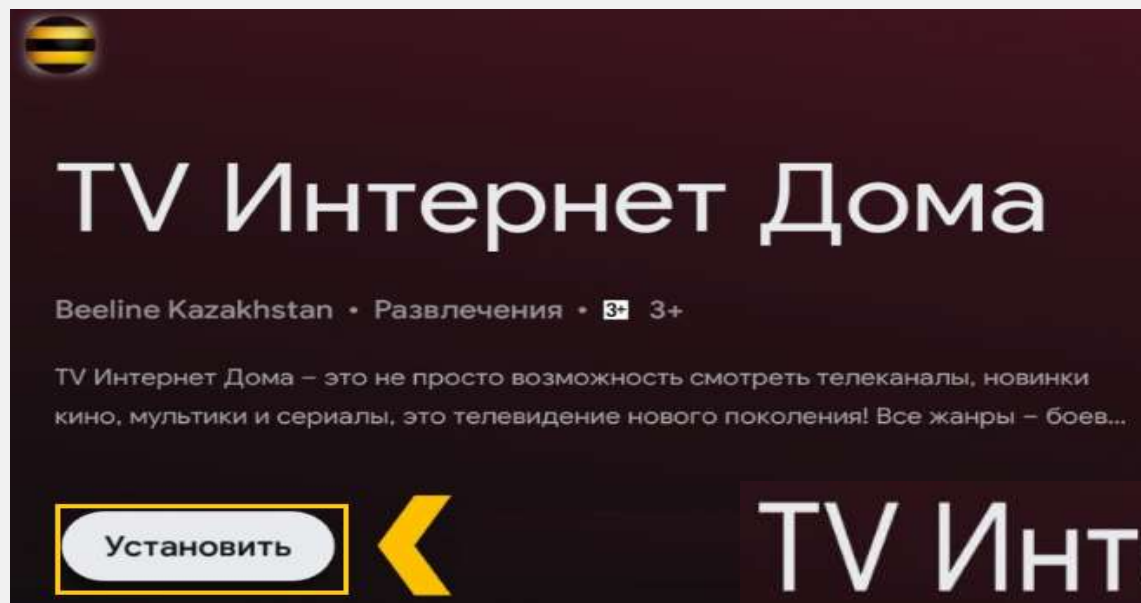 TV Интернет Дома
Beeline Kazakhstan • Развлечения • 3+ 3+
TV Интернет Дома – это не просто возможность смотреть телеканалы, новинки
кино, мультики и сериалы, это телевидение нового поколения! Все жанры – боев...
Установить
TV Инт